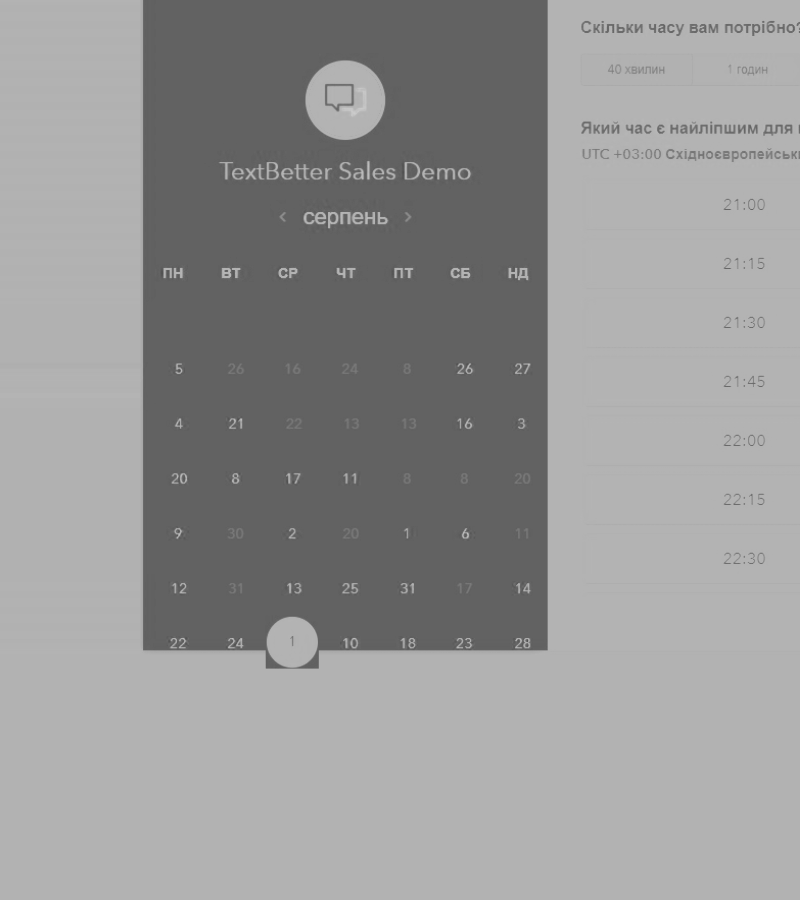 TextBetter Sales Demo
‹ серпень ›
ПН ВТ СР ЧТ ПТ СБ НД
5 26 16 24 8 26 27
4 21 22 13 13 16 3
20 8 17 11 8 8 20
9 30 2 20 1 6 11
12 31 13 25 31 17 14
22 24 1 10 18 23 28
Скільки часу вам потрібно?
40 хвилин 1 годин
Який час є найліпшим для
UTC +03:00 Східноєвропейськ
21:00
21:15
21:30
21:45
22:00
22:15
22:30